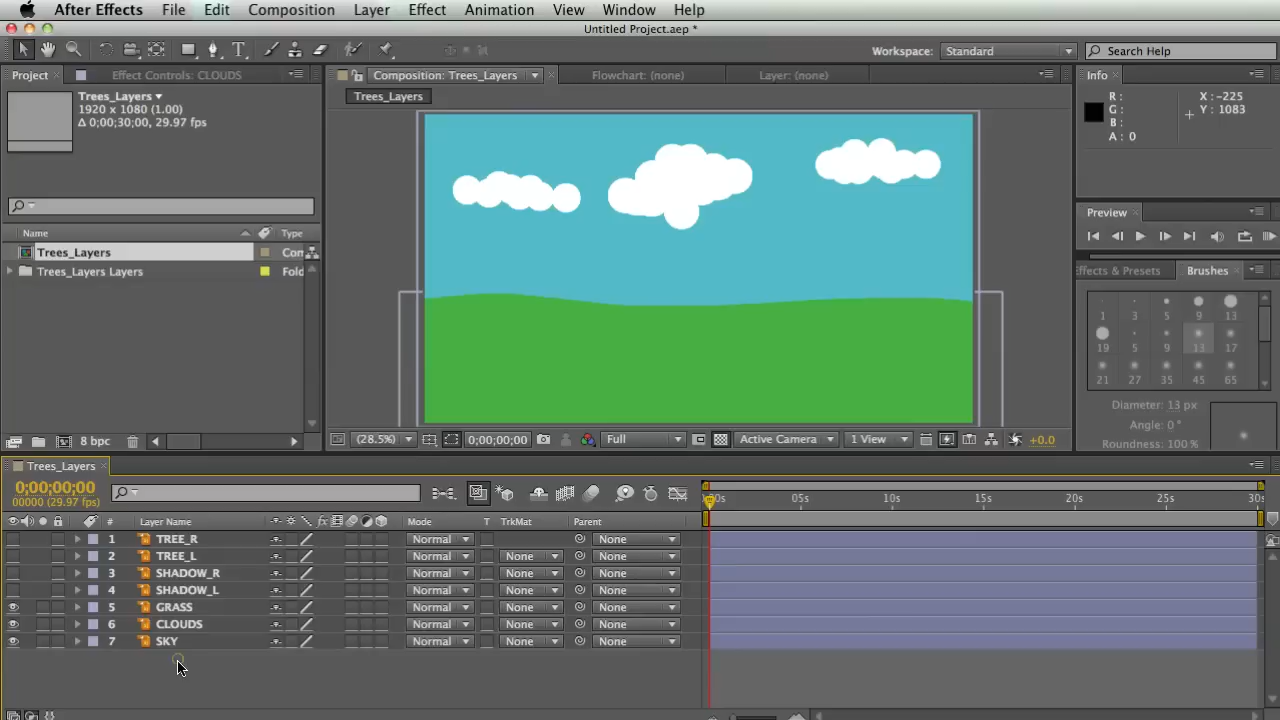 After Effects File Edit Composition Layer Effect Animation View Window Help
Untitled Project.aep *
Workspace: Standard Search Help
Project Effect Controls: CLOUDS
Trees_Layers
1920 x 1080 (1.00)
Δ 0;00;30;00, 29.97 fps
Name Type
Trees_Layers Con
Trees_Layers Layers Fold
8 bpc
Composition: Trees_Layers Flowchart: (none) Layer: (none)
Trees_Layers
(28.5%) 0;00;00;00 Full Active Camera 1 View +0.0
Info
R : X : -225
G : Y : 1083
B :
A : 0
Preview
Effects & Presets Brushes
1 3 5 9 13
19 5 9 13 17
21 27 35 45 65
Diameter: 13 px
Angle: 0 °
Roundness: 100 %
Trees_Layers
0;00;00;00
00000 (29.97 fps)
00s 05s 10s 15s 20s 25s 30s
# Layer Name fx Mode T TrkMat Parent
1 TREE_R Normal None
2 TREE_L Normal None None
3 SHADOW_R Normal None None
4 SHADOW_L Normal None None
5 GRASS Normal None None
6 CLOUDS Normal None None
7 SKY Normal None None